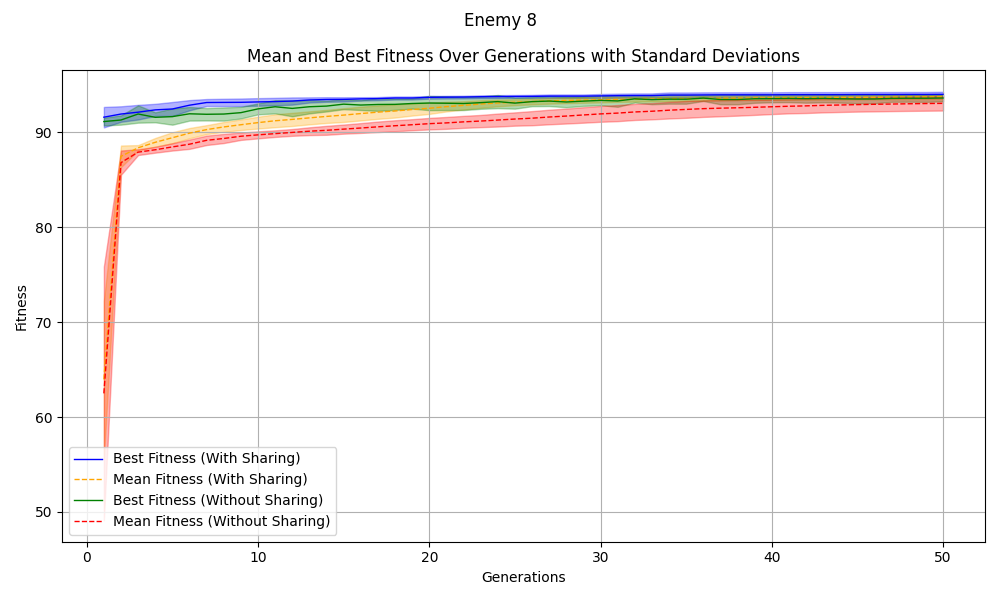 Enemy 8
Mean and Best Fitness Over Generations with Standard Deviations
Fitness
90
80
70
60
50
Best Fitness (With Sharing)
Mean Fitness (With Sharing)
Best Fitness (Without Sharing)
Mean Fitness (Without Sharing)
0 10 20 30 40 50
Generations